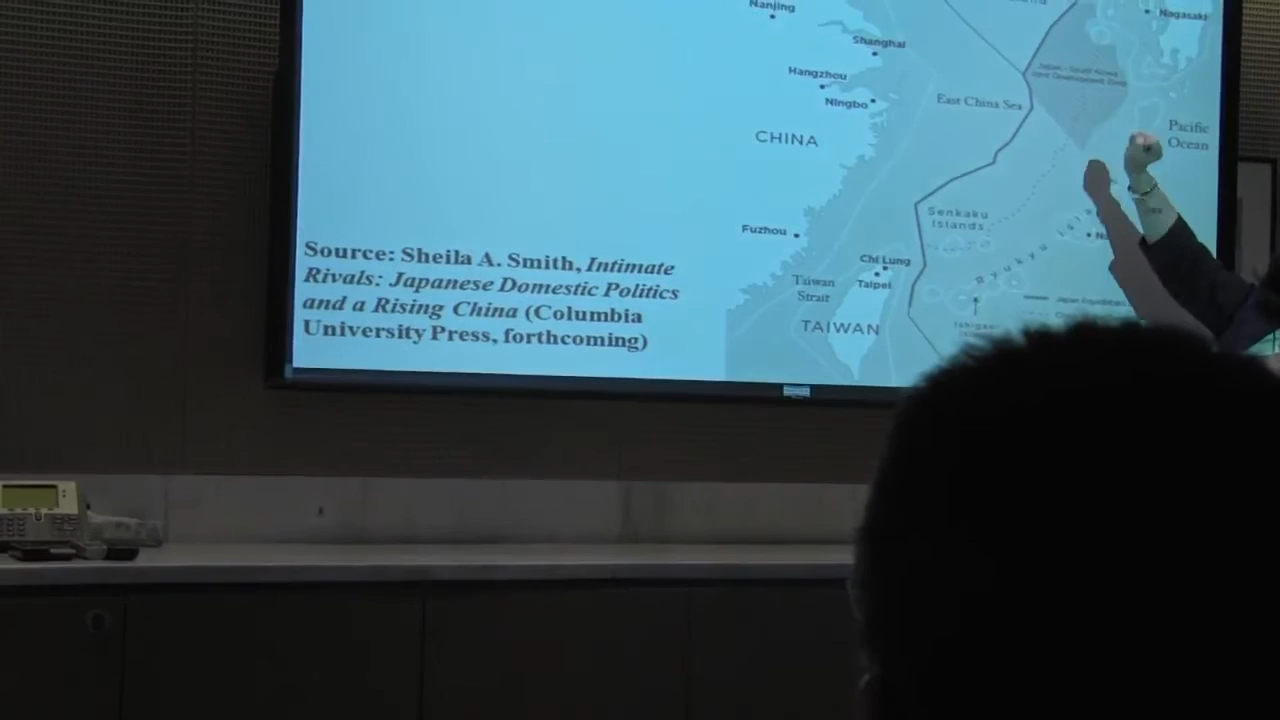 Nanjing
Nagasaki
Shanghai
Hangzhou
Ningbo
East China Sea
CHINA
Pacific
Ocean
Senkaku
Islands
Fuzhou
Chi Lung
Taipei
Taiwan
Strait
TAIWAN
Ryukyu
Source: Sheila A. Smith, Intimate
Rivals: Japanese Domestic Politics
and a Rising China (Columbia
University Press, forthcoming)